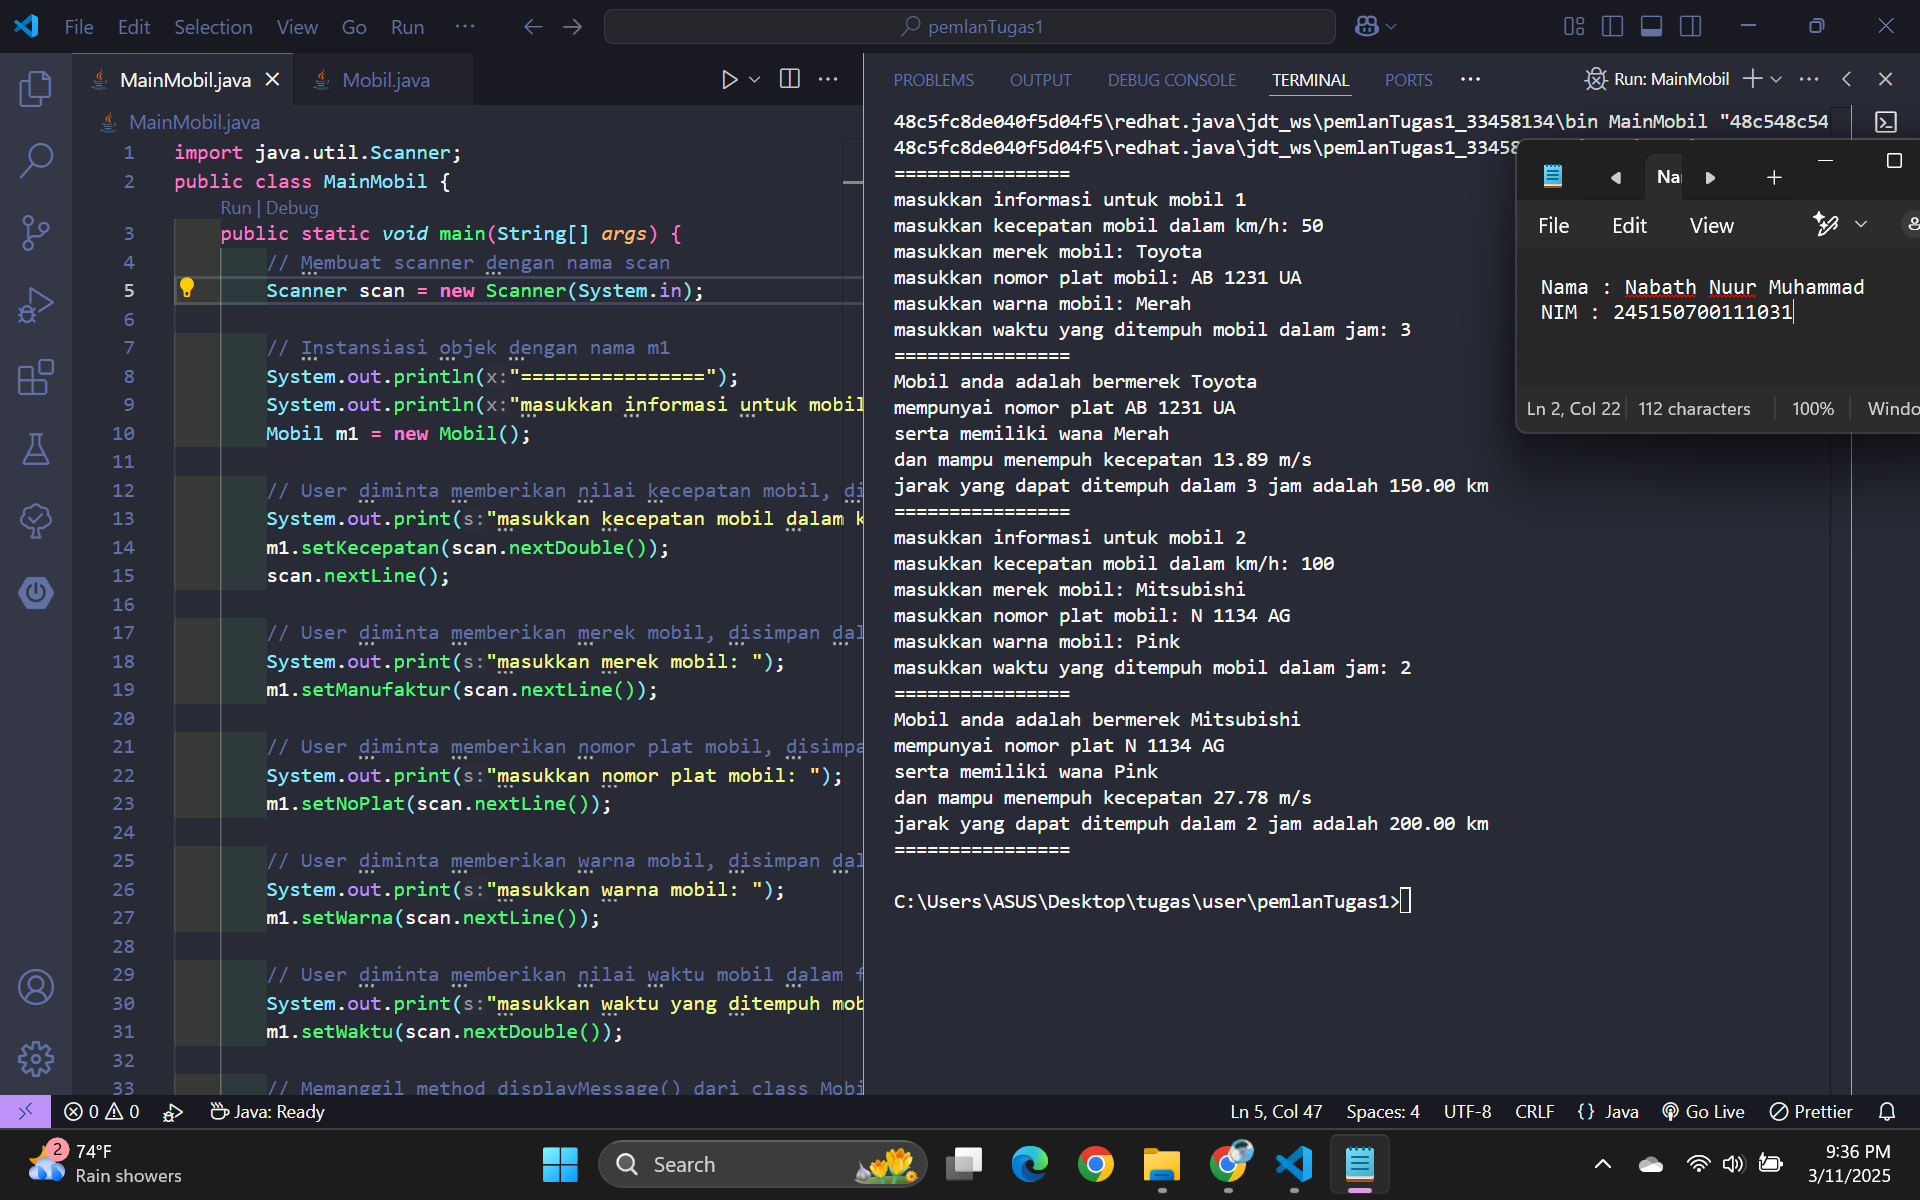 File Edit Selection View Go Run ··· pemlanTugas1
MainMobil.java Mobil.java
MainMobil.java
1 import java.util.Scanner;
2 public class MainMobil {
Run | Debug
3 public static void main(String[] args) {
4 // Membuat scanner dengan nama scan
5 Scanner scan = new Scanner(System.in);
6
7 // Instansiasi objek dengan nama m1
8 System.out.println(x:"================");
9 System.out.println(x:"masukkan informasi untuk mobil
10 Mobil m1 = new Mobil();
11
12 // User diminta memberikan nilai kecepatan mobil, di
13 System.out.print(s:"masukkan kecepatan mobil dalam k
14 m1.setKecepatan(scan.nextDouble());
15 scan.nextLine();
16
17 // User diminta memberikan merek mobil, disimpan dal
18 System.out.print(s:"masukkan merek mobil: ");
19 m1.setManufaktur(scan.nextLine());
20
21 // User diminta memberikan nomor plat mobil, disimpa
22 System.out.print(s:"masukkan nomor plat mobil: ");
23 m1.setNoPlat(scan.nextLine());
24
25 // User diminta memberikan warna mobil, disimpan dal
26 System.out.print(s:"masukkan warna mobil: ");
27 m1.setWarna(scan.nextLine());
28
29 // User diminta memberikan nilai waktu mobil dalam f
30 System.out.print(s:"masukkan waktu yang ditempuh mob
31 m1.setWaktu(scan.nextDouble());
32
33 // Memanggil method displayMessage() dari class Mobi
PROBLEMS OUTPUT DEBUG CONSOLE TERMINAL PORTS ··· Run: MainMobil
48c5fc8de040f5d04f5\redhat.java\jdt_ws\pemlanTugas1_33458134\bin MainMobil "48c548c54
48c5fc8de040f5d04f5\redhat.java\jdt_ws\pemlanTugas1_33458
================
masukkan informasi untuk mobil 1
masukkan kecepatan mobil dalam km/h: 50
masukkan merek mobil: Toyota
masukkan nomor plat mobil: AB 1231 UA
masukkan warna mobil: Merah
masukkan waktu yang ditempuh mobil dalam jam: 3
================
Mobil anda adalah bermerek Toyota
mempunyai nomor plat AB 1231 UA
serta memiliki wana Merah
dan mampu menempuh kecepatan 13.89 m/s
jarak yang dapat ditempuh dalam 3 jam adalah 150.00 km
================
masukkan informasi untuk mobil 2
masukkan kecepatan mobil dalam km/h: 100
masukkan merek mobil: Mitsubishi
masukkan nomor plat mobil: N 1134 AG
masukkan warna mobil: Pink
masukkan waktu yang ditempuh mobil dalam jam: 2
================
Mobil anda adalah bermerek Mitsubishi
mempunyai nomor plat N 1134 AG
serta memiliki wana Pink
dan mampu menempuh kecepatan 27.78 m/s
jarak yang dapat ditempuh dalam 2 jam adalah 200.00 km
================
C:\Users\ASUS\Desktop\tugas\user\pemlanTugas1>
Nar
File Edit View
Nama : Nabath Nuur Muhammad
NIM : 245150700111031
Ln 2, Col 22 112 characters 100% Windo
0 0 Java: Ready Ln 5, Col 47 Spaces: 4 UTF-8 CRLF {} Java Go Live Prettier
2 74°F
Rain showers
Search
9:36 PM
3/11/2025